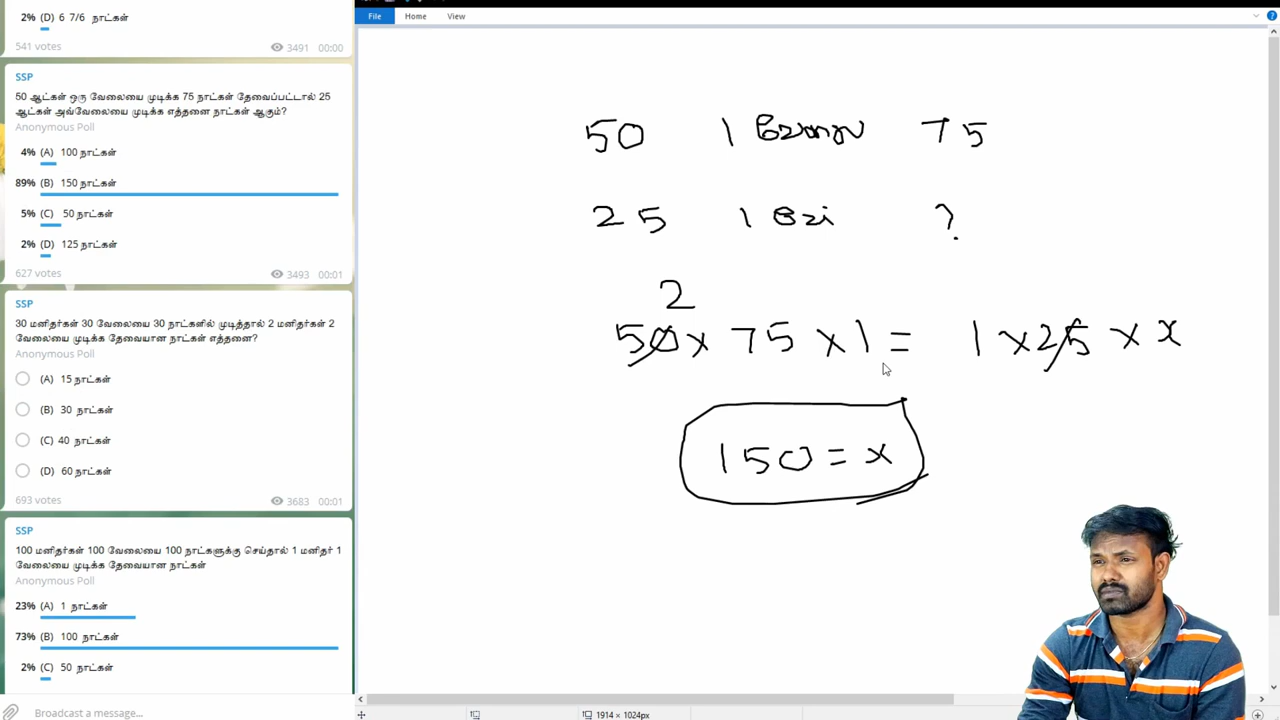 2% (D) 6 7/6 நாட்கள்
541 votes 3491 00:00
SSP
50 ஆட்கள் ஒரு வேலையை முடிக்க 75 நாட்கள் தேவைப்பட்டால் 25
ஆட்கள் அவ்வேலையை முடிக்க எத்தனை நாட்கள் ஆகும்?
Anonymous Poll
4% (A) 100 நாட்கள்
89% (B) 150 நாட்கள்
5% (C) 50 நாட்கள்
2% (D) 125 நாட்கள்
627 votes 3493 00:01
SSP
30 மனிதர்கள் 30 வேலையை 30 நாட்களில் முடித்தால் 2 மனிதர்கள் 2
வேலையை முடிக்க தேவையான நாட்கள் எத்தனை?
Anonymous Poll
(A) 15 நாட்கள்
(B) 30 நாட்கள்
(C) 40 நாட்கள்
(D) 60 நாட்கள்
693 votes 3683 00:01
SSP
100 மனிதர்கள் 100 வேலையை 100 நாட்களுக்கு செய்தால் 1 மனிதர் 1
வேலையை முடிக்க தேவையான நாட்கள்
Anonymous Poll
23% (A) 1 நாட்கள்
73% (B) 100 நாட்கள்
2% (C) 50 நாட்கள்
Broadcast a message...
File Home View
50 1 வேலை 75
25 1 ?
2
50 x 75 x 1 = 1 x 25 x x
150 = x
1914 × 1024px